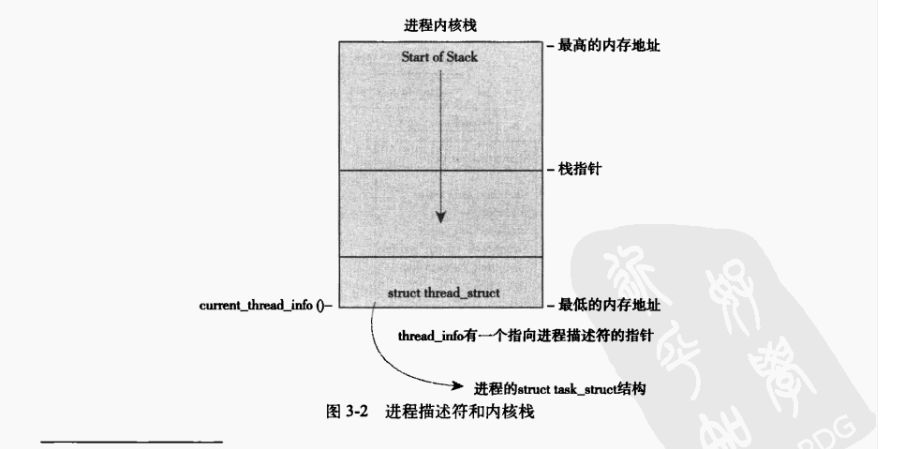 进程内核栈
Start of Stack
最高的内存地址
栈指针
struct thread_struct
current_thread_info ()
最低的内存地址
thread_info有一个指向进程描述符的指针
进程的struct task_struct结构
图 3-2 进程描述符和内核栈
PDG